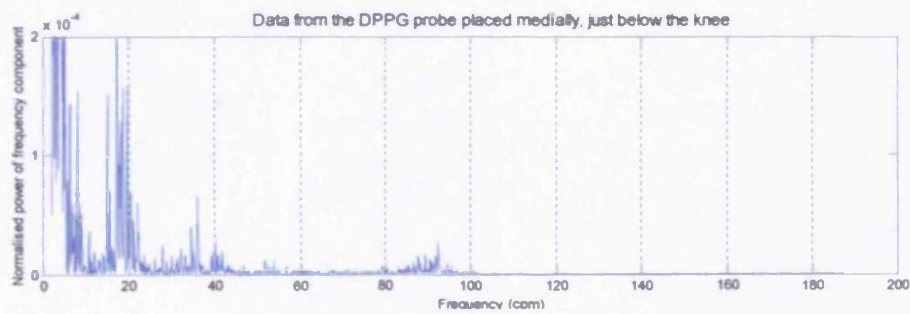 Data from the DPPG probe placed medially, just below the knee
x 10⁻⁴
2
1
0
Normalised power of frequency component
0 20 40 60 80 100 120 140 160 180 200
Frequency (cpm)